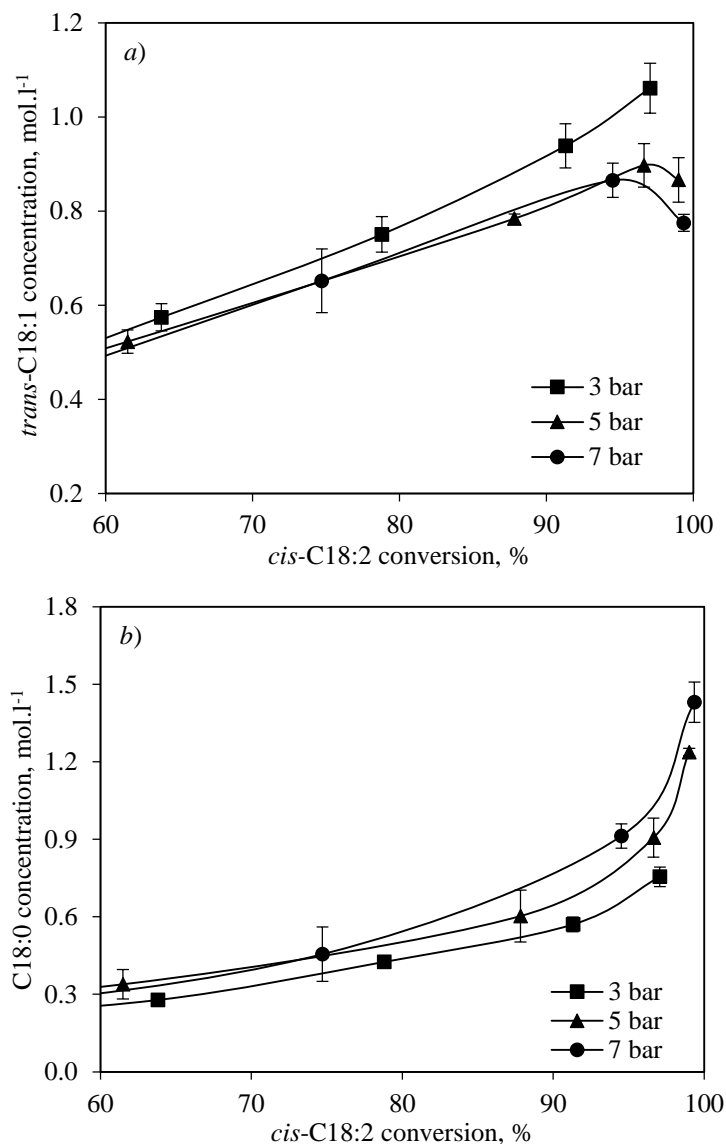 a)
trans-C18:1 concentration, mol.l-1
1.2
1.0
0.8
0.6
0.4
0.2
3 bar
5 bar
7 bar
60 70 80 90 100
cis-C18:2 conversion, %
b)
C18:0 concentration, mol.l-1
1.8
1.5
1.2
0.9
0.6
0.3
0.0
3 bar
5 bar
7 bar
60 70 80 90 100
cis-C18:2 conversion, %